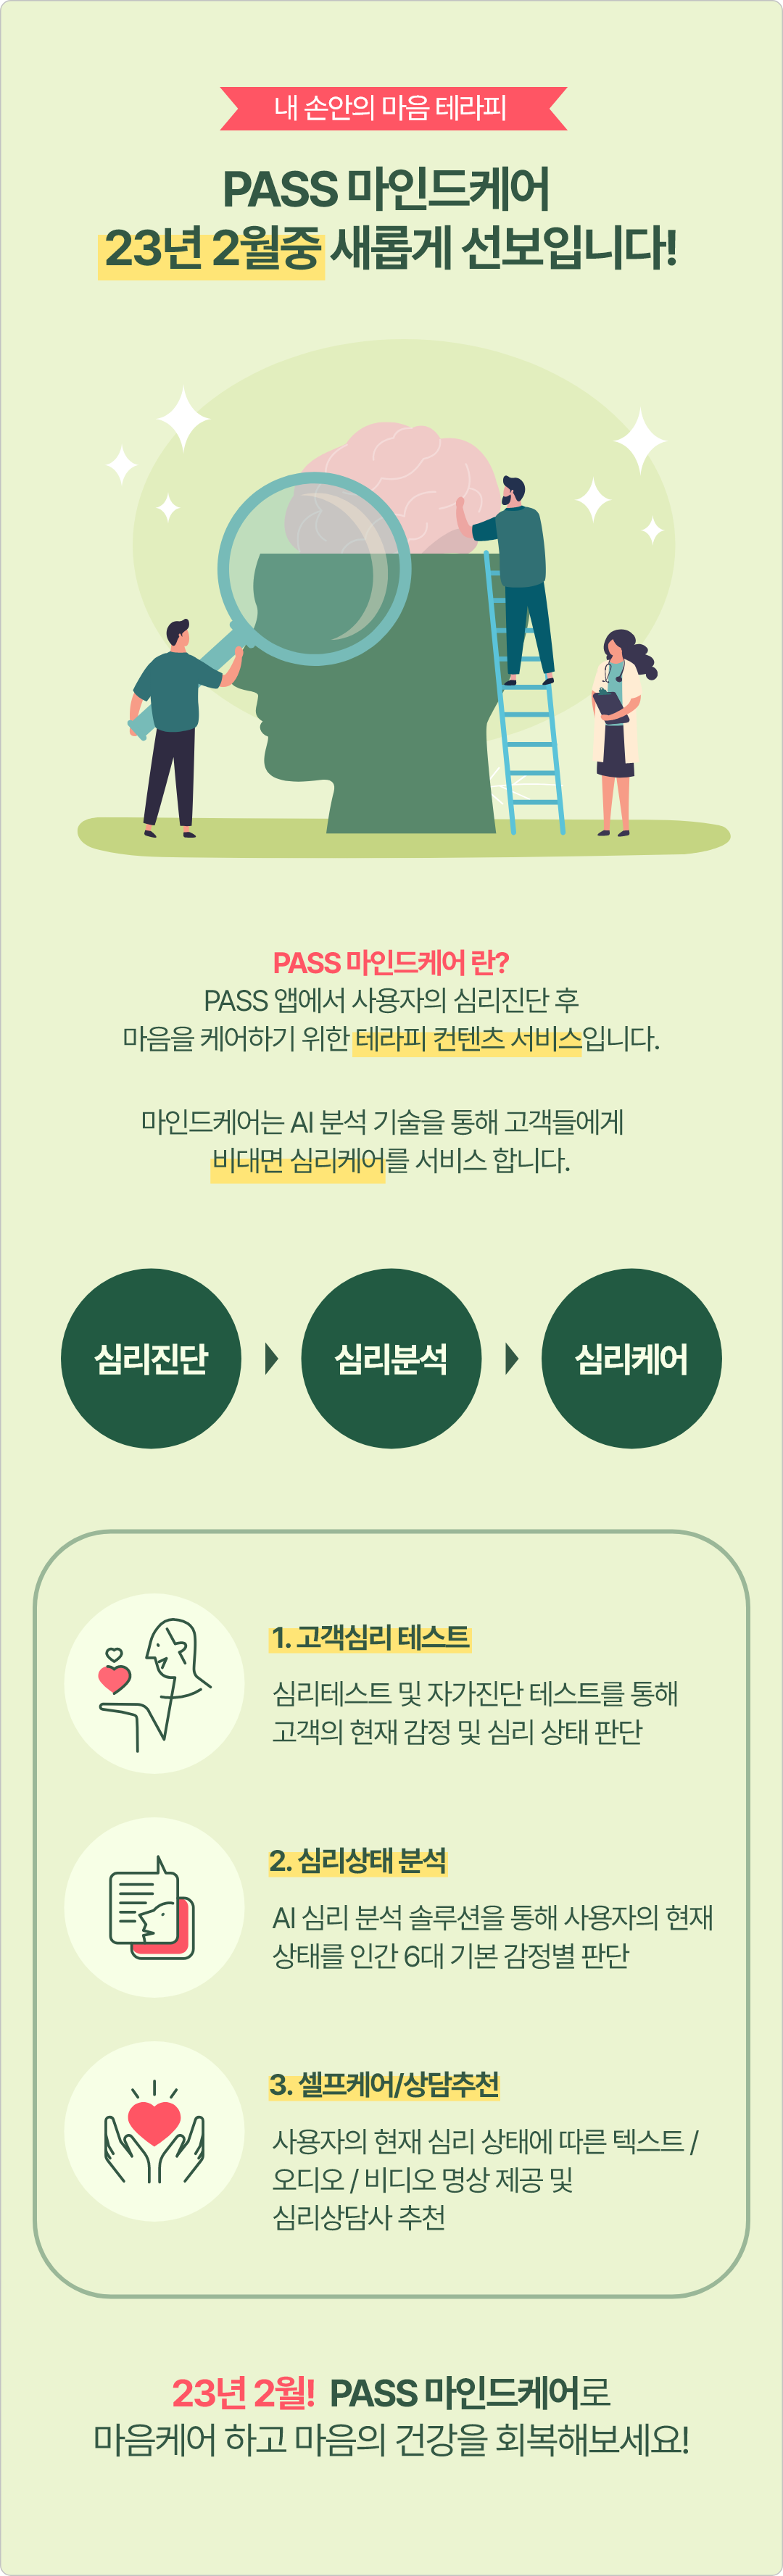 내 손안의 마음 테라피
PASS 마인드케어
23년 2월중 새롭게 선보입니다!
PASS 마인드케어 란?
PASS 앱에서 사용자의 심리진단 후
마음을 케어하기 위한 테라피 컨텐츠 서비스입니다.
마인드케어는 AI 분석 기술을 통해 고객들에게
비대면 심리케어를 서비스 합니다.
심리진단
심리분석
심리케어
1. 고객심리 테스트
심리테스트 및 자가진단 테스트를 통해
고객의 현재 감정 및 심리 상태 판단
2. 심리상태 분석
AI 심리 분석 솔루션을 통해 사용자의 현재
상태를 인간 6대 기본 감정별 판단
3. 셀프케어/상담추천
사용자의 현재 심리 상태에 따른 텍스트 /
오디오 / 비디오 명상 제공 및
심리상담사 추천
23년 2월! PASS 마인드케어로
마음케어 하고 마음의 건강을 회복해보세요!